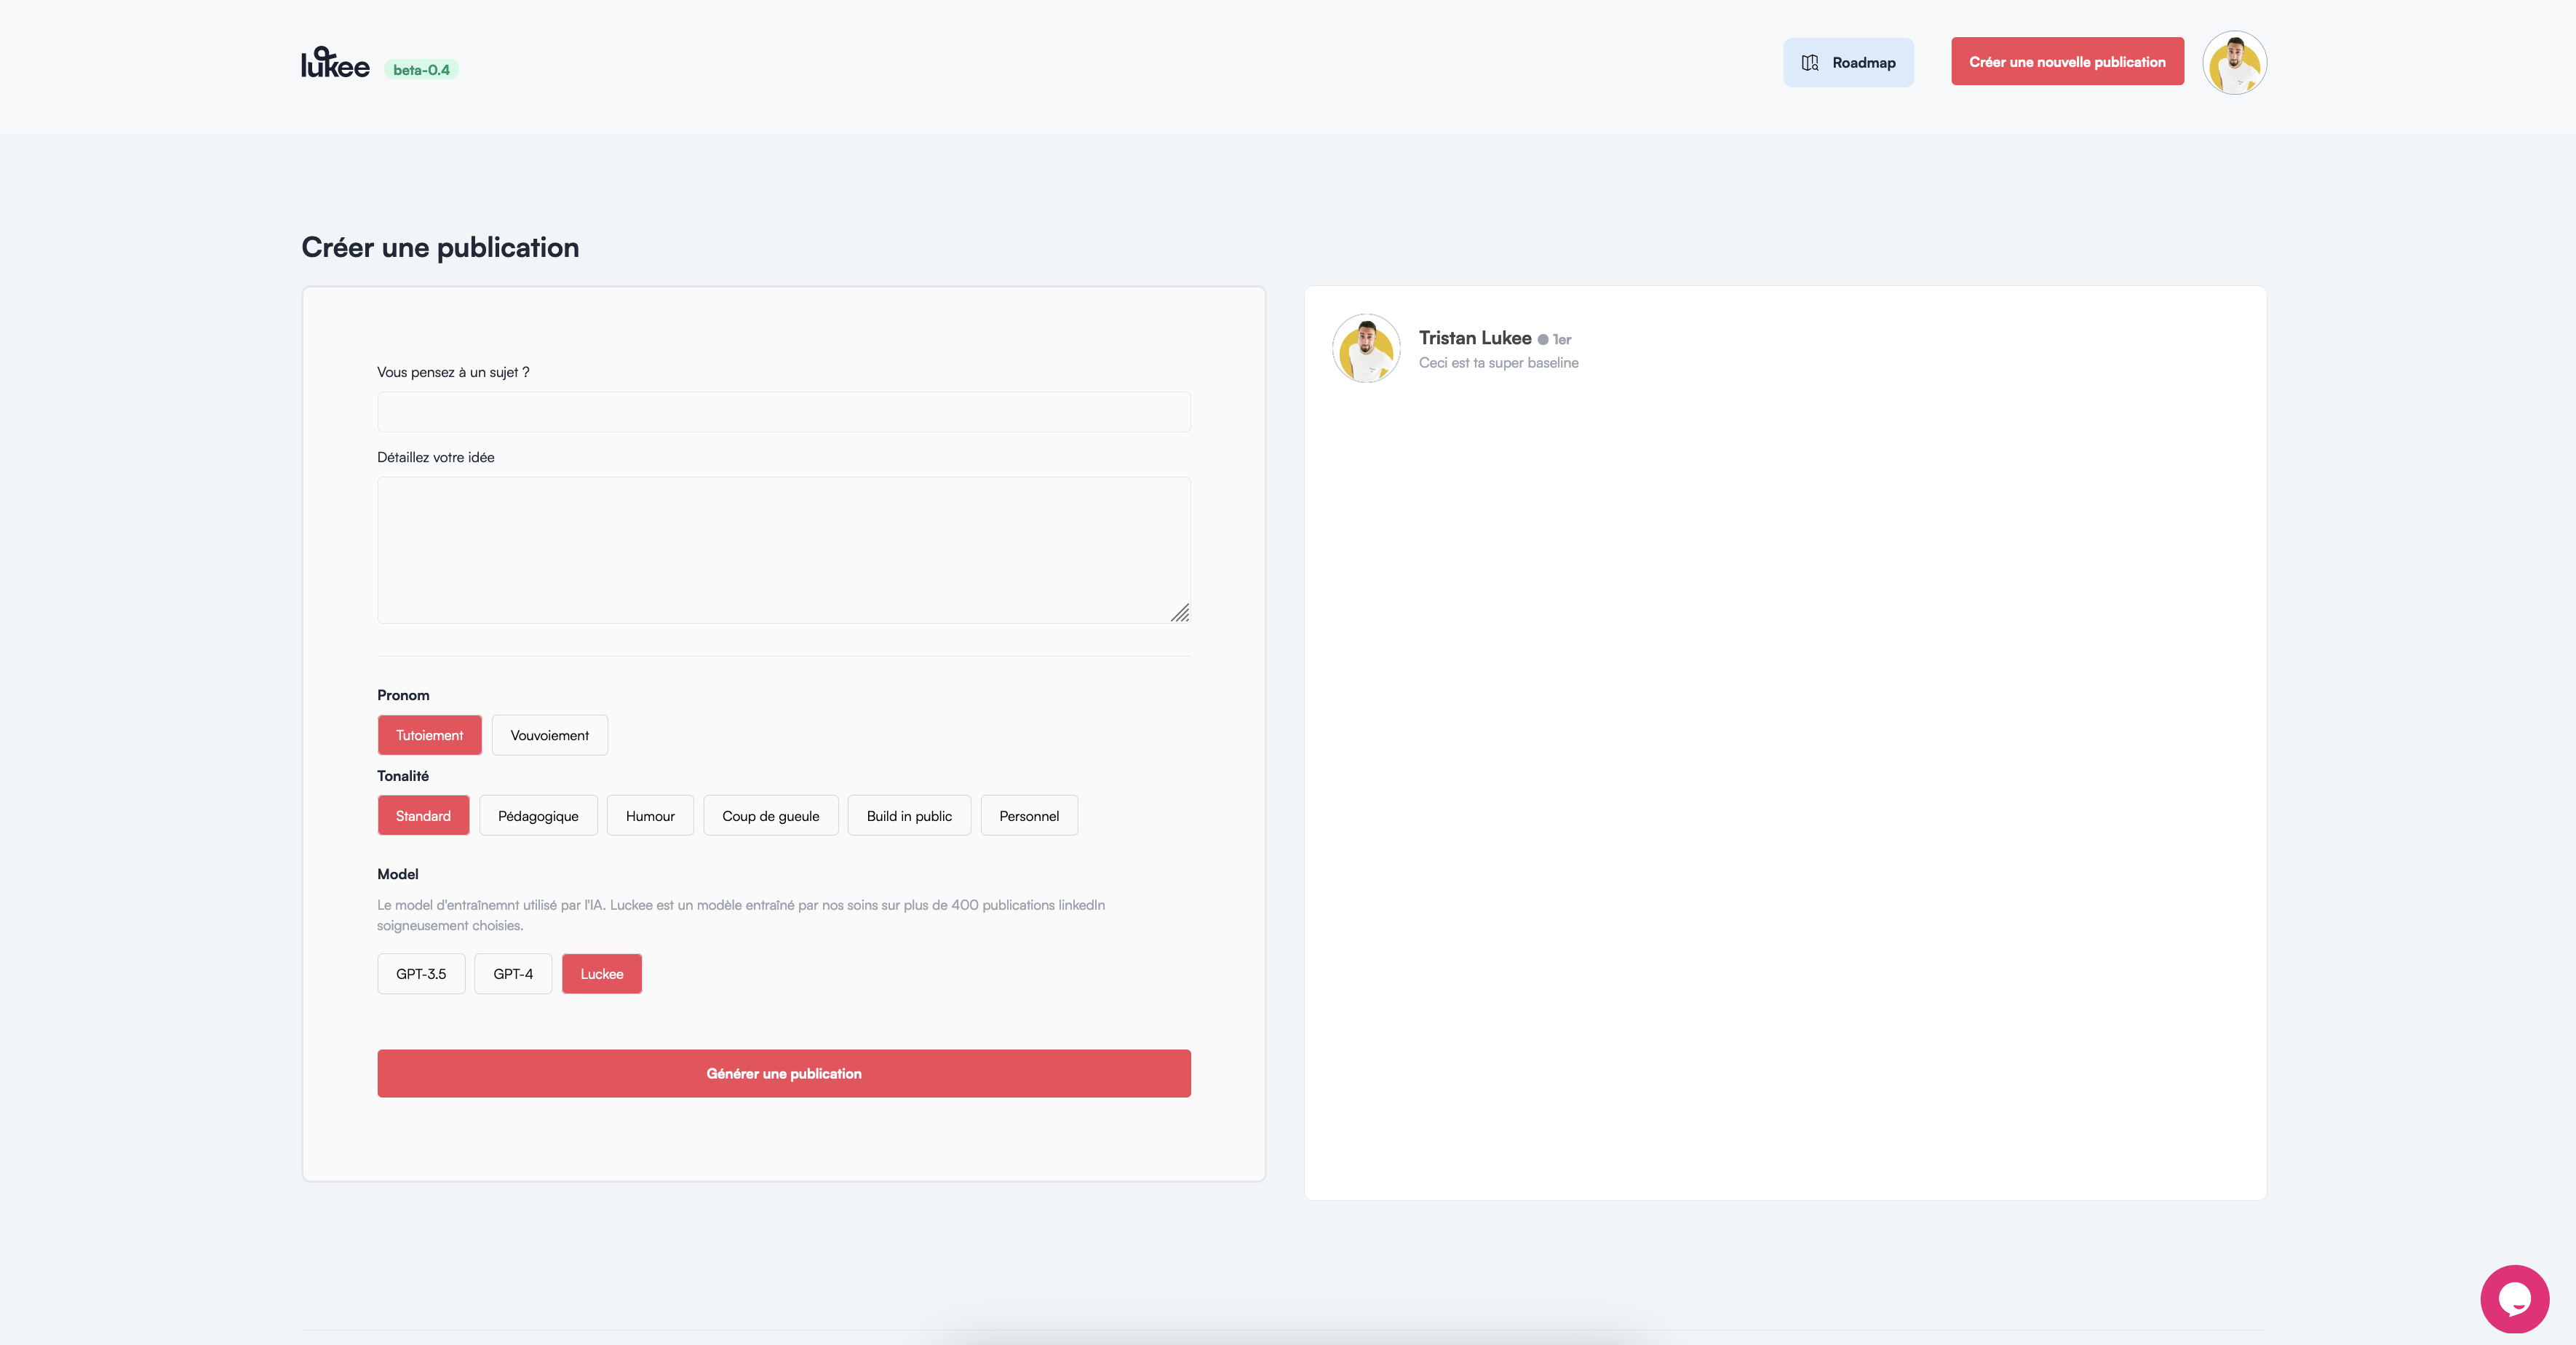 lukee beta-0.4
Roadmap
Créer une nouvelle publication
Créer une publication
Vous pensez à un sujet ?
Détaillez votre idée
Pronom
Tutoiement Vouvoiement
Tonalité
Standard Pédagogique Humour Coup de gueule Build in public Personnel
Model
Le model d'entraînemnt utilisé par l'IA. Luckee est un modèle entraîné par nos soins sur plus de 400 publications linkedIn
soigneusement choisies.
GPT-3.5 GPT-4 Luckee
Générer une publication
Tristan Lukee 1er
Ceci est ta super baseline